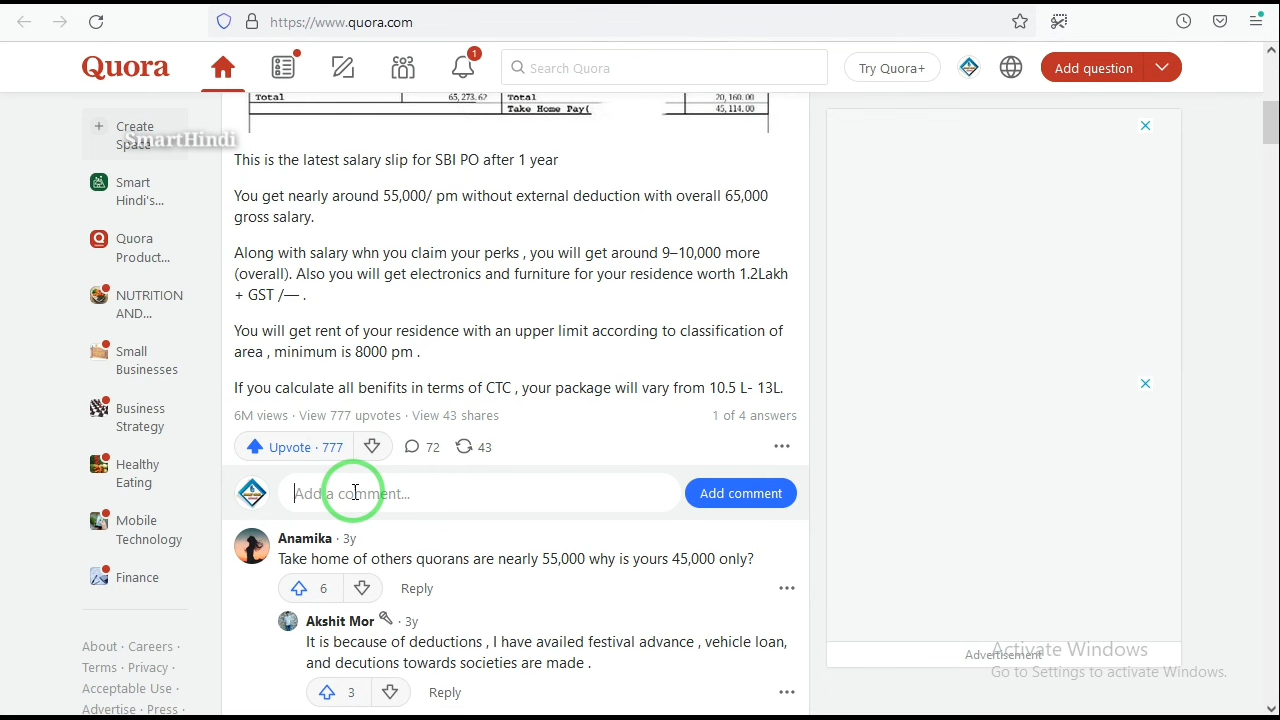 https://www.quora.com
Quora
1
Search Quora
Try Quora+
Add question
Total 65,273.62 Total 20,160.00
Take Home Pay( 45,114.00
+ Create
Space
SmartHindi
This is the latest salary slip for SBI PO after 1 year
Smart
Hindi's...
You get nearly around 55,000/ pm without external deduction with overall 65,000
gross salary.
Quora
Product...
Along with salary whn you claim your perks , you will get around 9–10,000 more
(overall). Also you will get electronics and furniture for your residence worth 1.2Lakh
+ GST /— .
NUTRITION
AND...
You will get rent of your residence with an upper limit according to classification of
area , minimum is 8000 pm .
Small
Businesses
If you calculate all benifits in terms of CTC , your package will vary from 10.5 L- 13L.
Business
Strategy
6M views · View 777 upvotes · View 43 shares
1 of 4 answers
Upvote · 777
72
43
Healthy
Eating
Add a comment...
Add comment
Mobile
Technology
Anamika · 3y
Take home of others quorans are nearly 55,000 why is yours 45,000 only?
Finance
6
Reply
Akshit Mor · 3y
It is because of deductions , I have availed festival advance , vehicle loan,
and decutions towards societies are made .
3
Reply
About · Careers ·
Terms · Privacy ·
Acceptable Use ·
Advertise · Press ·
Advertisement
Activate Windows
Go to Settings to activate Windows.